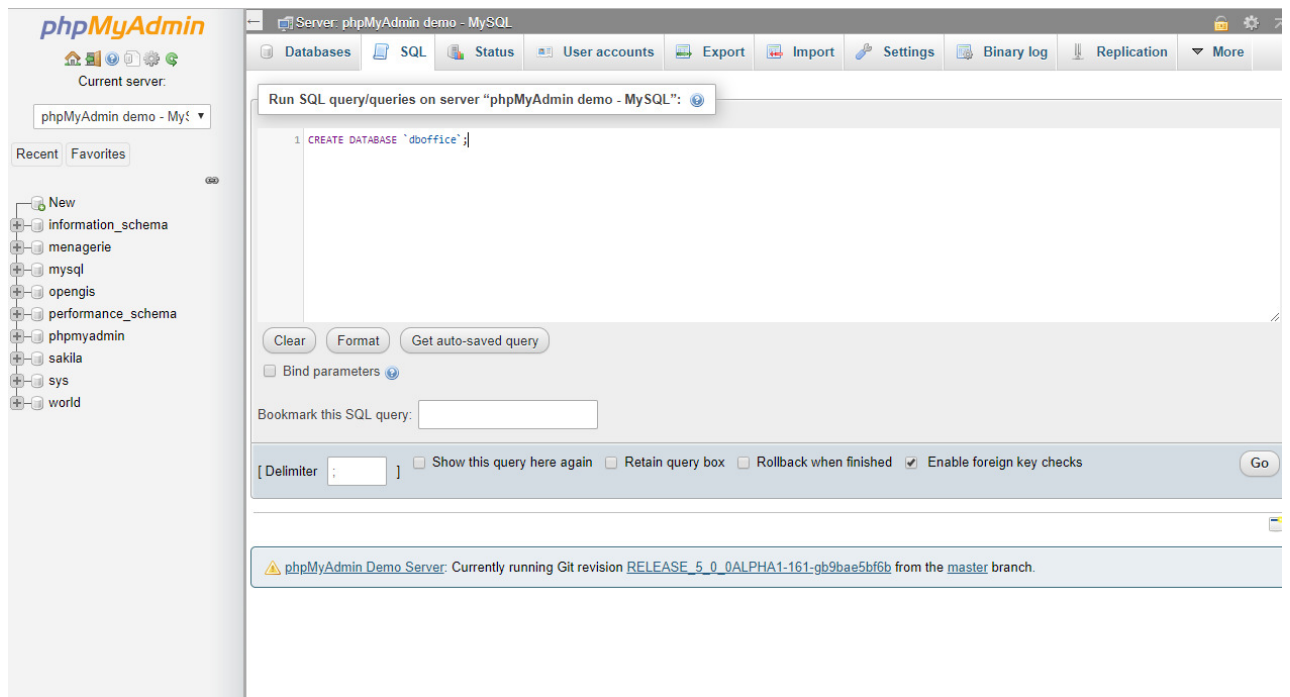 phpMyAdmin
Current server:
phpMyAdmin demo - MyS
Recent Favorites
New
information_schema
menagerie
mysql
opengis
performance_schema
phpmyadmin
sakila
sys
world
Server: phpMyAdmin demo - MySQL
Databases SQL Status User accounts Export Import Settings Binary log Replication More
Run SQL query/queries on server “phpMyAdmin demo - MySQL”:
1 CREATE DATABASE `dboffice`;
Clear Format Get auto-saved query
Bind parameters
Bookmark this SQL query:
[ Delimiter ; ] Show this query here again Retain query box Rollback when finished Enable foreign key checks Go
phpMyAdmin Demo Server: Currently running Git revision RELEASE_5_0_0ALPHA1-161-gb9bae5bf6b from the master branch.